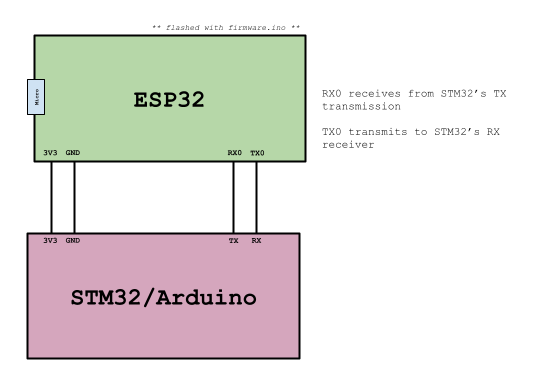 ** flashed with firmware.ino **
Micro
ESP32
3V3 GND RX0 TX0
RX0 receives from STM32's TX
transmission
TX0 transmits to STM32's RX
receiver
3V3 GND TX RX
STM32/Arduino